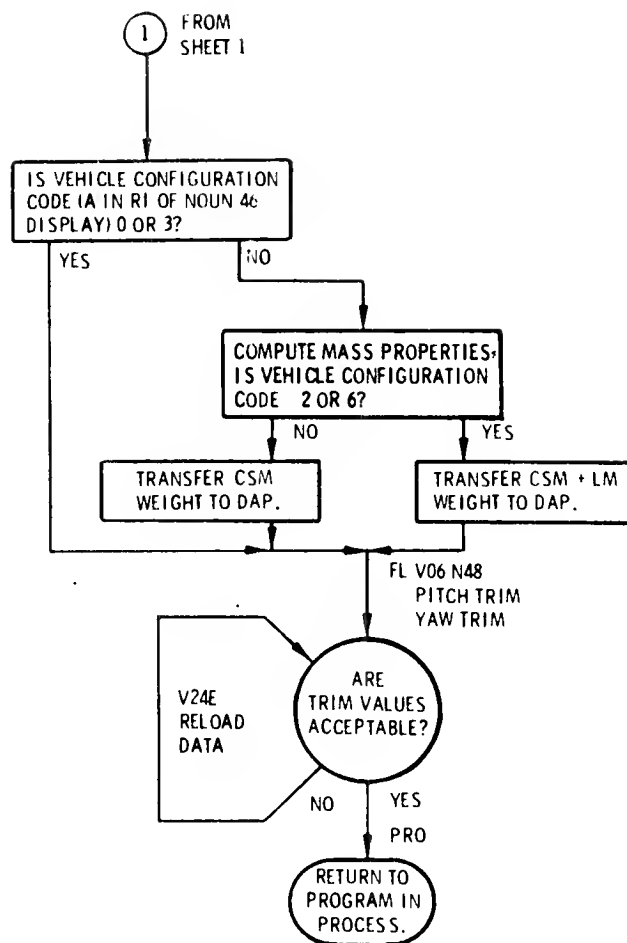 1
FROM
SHEET 1
IS VEHICLE CONFIGURATION
CODE (A IN R1 OF NOUN 46
DISPLAY) 0 OR 3?
YES
NO
COMPUTE MASS PROPERTIES.
IS VEHICLE CONFIGURATION
CODE 2 OR 6?
NO
YES
TRANSFER CSM
WEIGHT TO DAP.
TRANSFER CSM + LM
WEIGHT TO DAP.
FL V06 N48
PITCH TRIM
YAW TRIM
ARE
TRIM VALUES
ACCEPTABLE?
V24E
RELOAD
DATA
NO
YES
PRO
RETURN TO
PROGRAM IN
PROCESS.